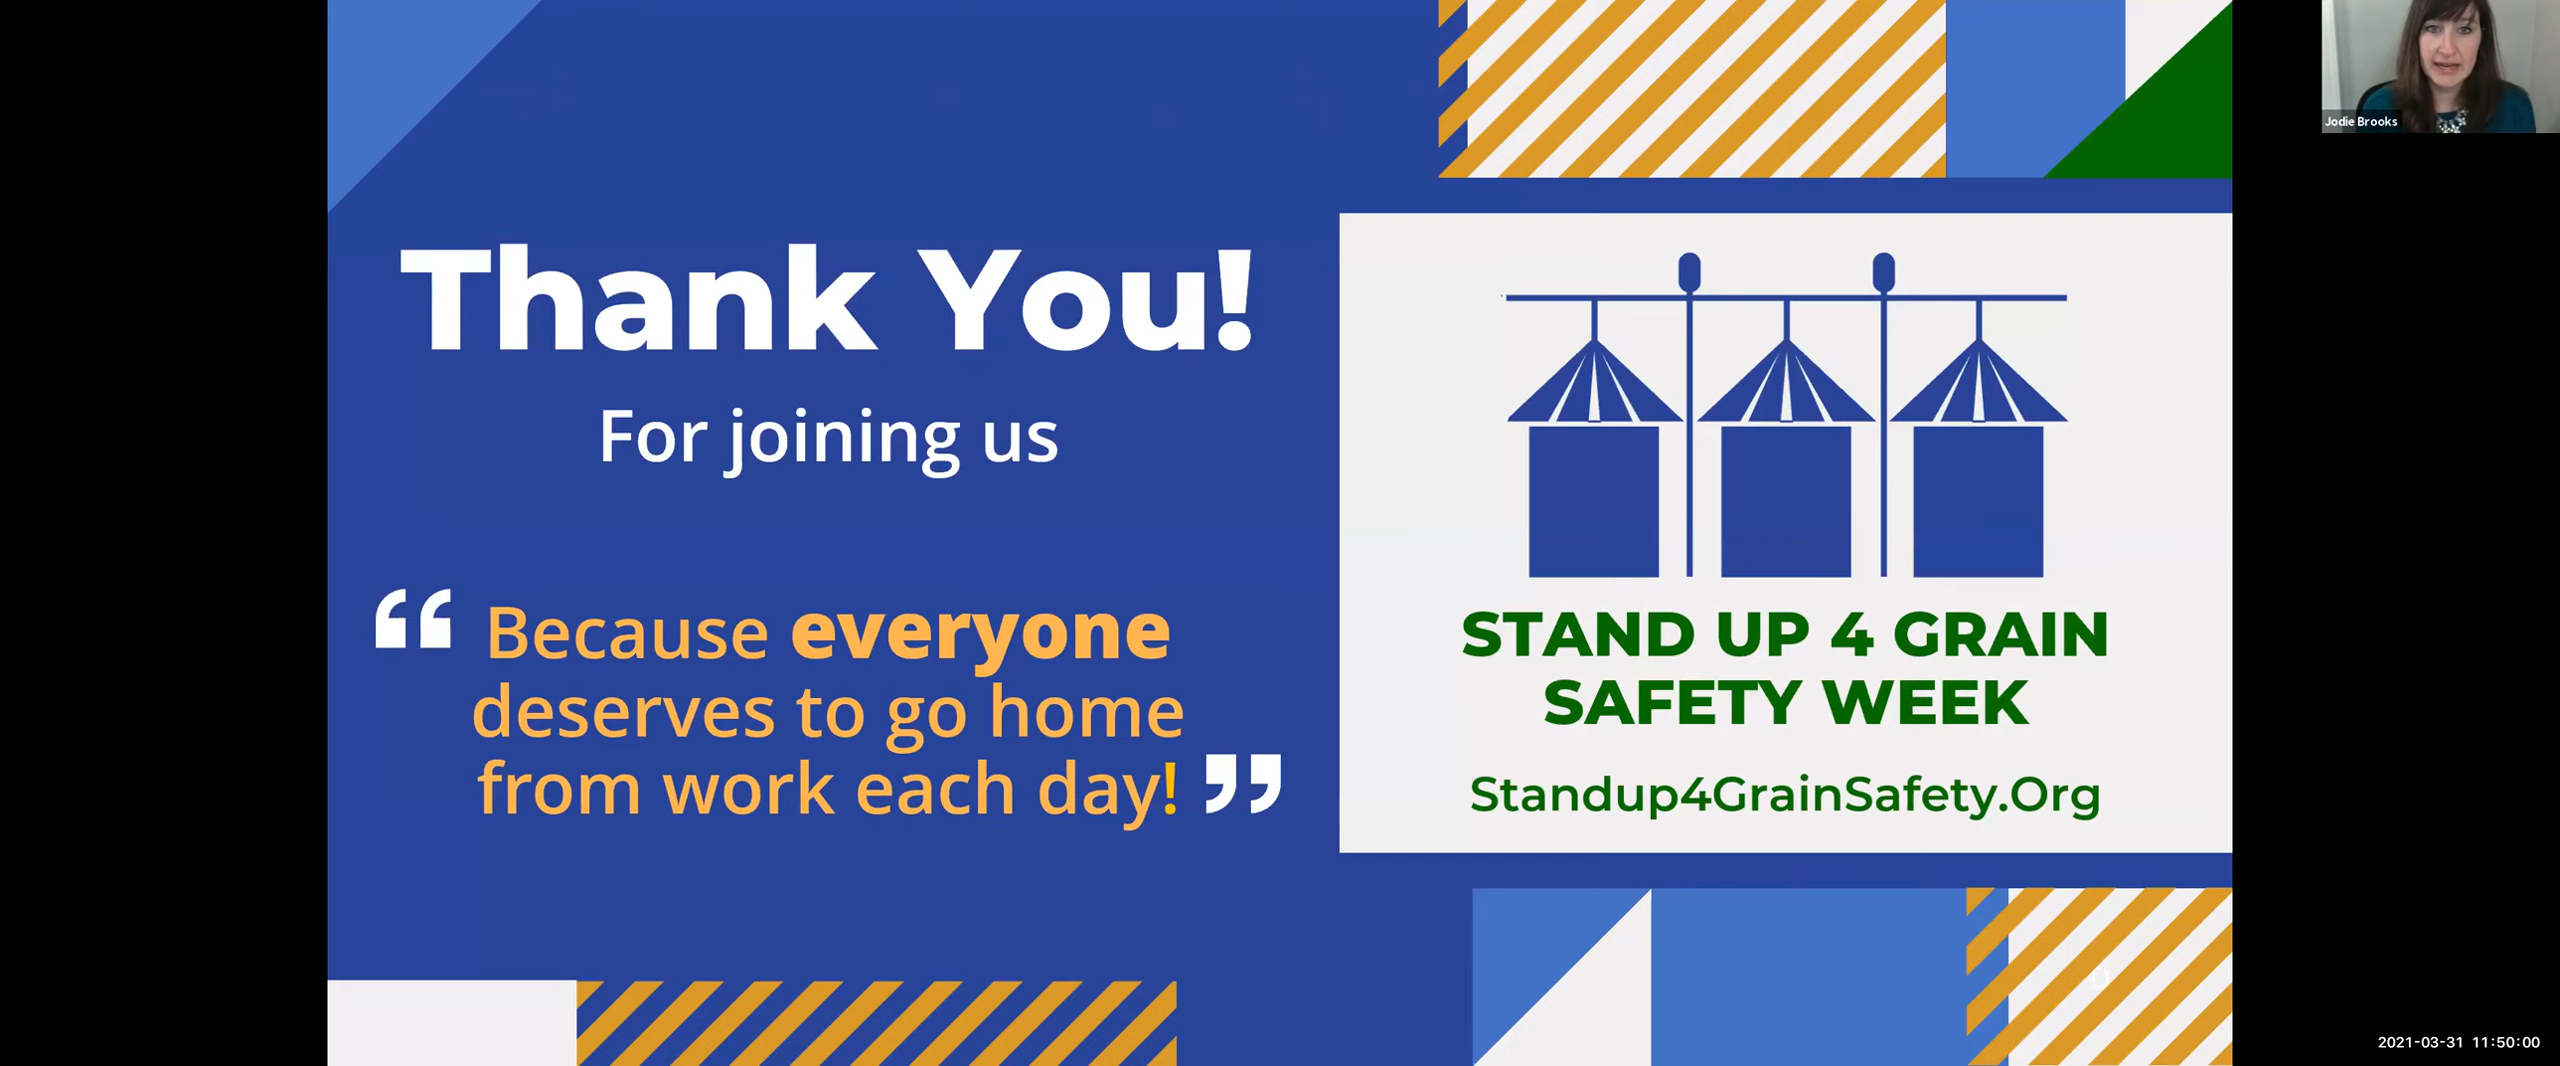 Thank You!
For joining us
“ Because everyone
deserves to go home
from work each day! ”
STAND UP 4 GRAIN
SAFETY WEEK
Standup4GrainSafety.Org
Jodie Brooks
2021-03-31 11:50:00